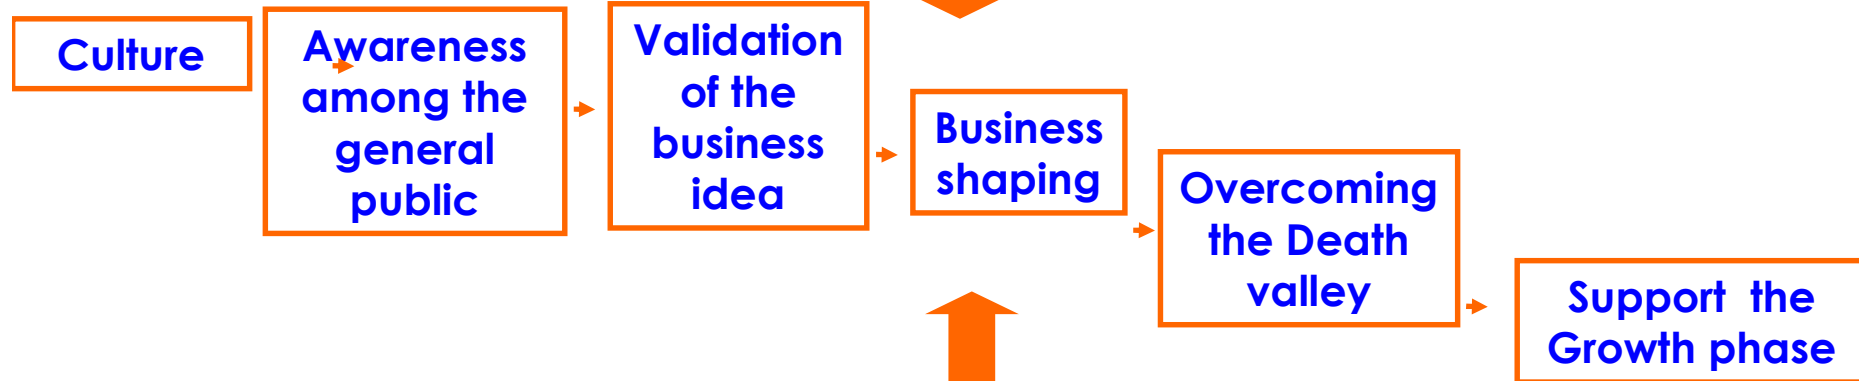 Culture
Awareness
among the
general
public
Validation
of the
business
idea
Business
shaping
Overcoming
the Death
valley
Support the
Growth phase